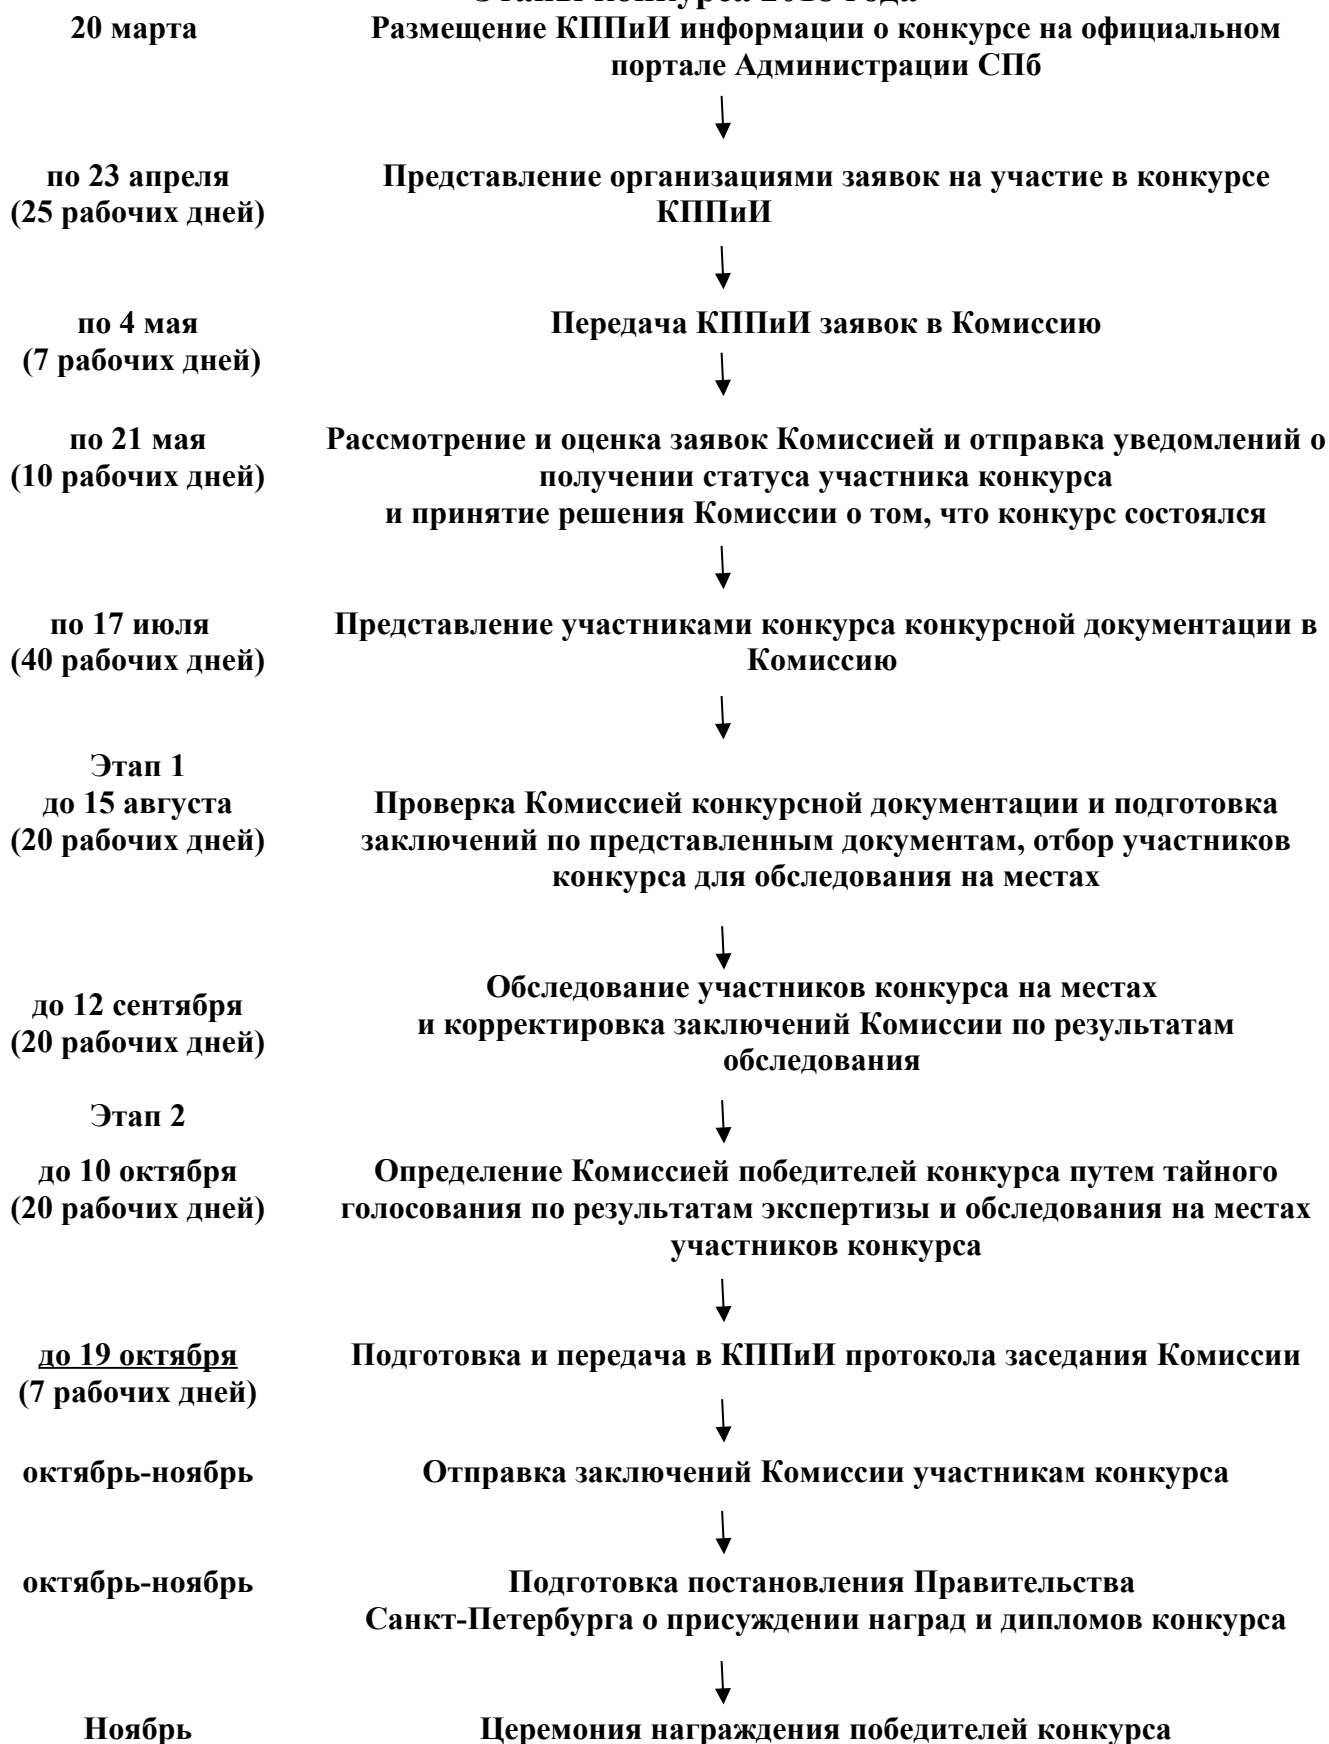 Этапы конкурса 2018 года
20 марта
Размещение КППиИ информации о конкурсе на официальном
портале Администрации СПб
по 23 апреля
(25 рабочих дней)
Представление организациями заявок на участие в конкурсе
КППиИ
по 4 мая
(7 рабочих дней)
Передача КППиИ заявок в Комиссию
по 21 мая
(10 рабочих дней)
Рассмотрение и оценка заявок Комиссией и отправка уведомлений о
получении статуса участника конкурса
и принятие решения Комиссии о том, что конкурс состоялся
по 17 июля
(40 рабочих дней)
Представление участниками конкурса конкурсной документации в
Комиссию
Этап 1
до 15 августа
(20 рабочих дней)
Проверка Комиссией конкурсной документации и подготовка
заключений по представленным документам, отбор участников
конкурса для обследования на местах
до 12 сентября
(20 рабочих дней)
Обследование участников конкурса на местах
и корректировка заключений Комиссии по результатам
обследования
Этап 2
до 10 октября
(20 рабочих дней)
Определение Комиссией победителей конкурса путем тайного
голосования по результатам экспертизы и обследования на местах
участников конкурса
до 19 октября
(7 рабочих дней)
Подготовка и передача в КППиИ протокола заседания Комиссии
октябрь-ноябрь
Отправка заключений Комиссии участникам конкурса
октябрь-ноябрь
Подготовка постановления Правительства
Санкт-Петербурга о присуждении наград и дипломов конкурса
Ноябрь
Церемония награждения победителей конкурса